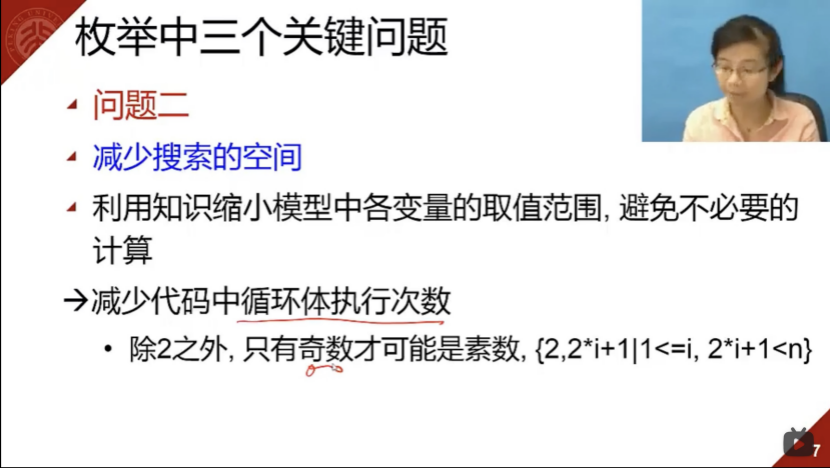 枚举中三个关键问题
问题二
减少搜索的空间
利用知识缩小模型中各变量的取值范围, 避免不必要的
计算
→减少代码中循环体执行次数
• 除2之外, 只有奇数才可能是素数, {2,2*i+1|1<=i, 2*i+1<n}
7